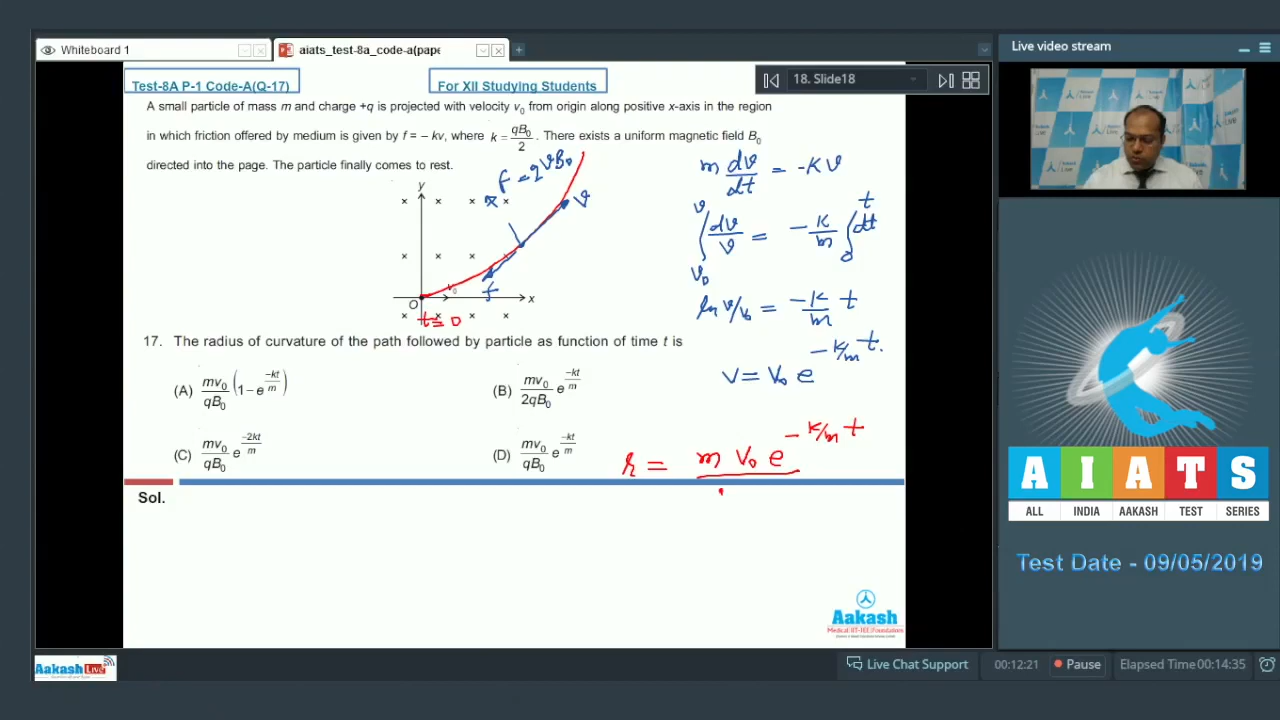 Whiteboard 1
aiats_test-8a_code-a(pape
18. Slide18
Live video stream
Test-8A P-1 Code-A(Q-17)
For XII Studying Students
A small particle of mass m and charge +q is projected with velocity v₀ from origin along positive x-axis in the region
in which friction offered by medium is given by f = – kv, where k = qB₀/2. There exists a uniform magnetic field B₀
directed into the page. The particle finally comes to rest.
y
× × × ×
× × ×
× × ×
O
x
v₀
t = 0
f = qvB₀
v
f
m dv/dt = -kv
∫_{v₀}^{v} dv/v = -k/m ∫_{0}^{t} dt
ln v/v₀ = -k/m t
v = v₀ e^{-k/m t}.
17. The radius of curvature of the path followed by particle as function of time t is
(A) mv₀/qB₀ (1 – e^{–kt/m})
(B) mv₀/2qB₀ e^{–kt/m}
(C) mv₀/qB₀ e^{–2kt/m}
(D) mv₀/qB₀ e^{–kt/m}
r = m v₀ e^{-k/m t}
Sol.
Aakash
Medical|IIT-JEE|Foundations
AIATS
ALL INDIA AAKASH TEST SERIES
Test Date - 09/05/2019
Aakash Live
Live Chat Support
00:12:21
Pause
Elapsed Time 00:14:35